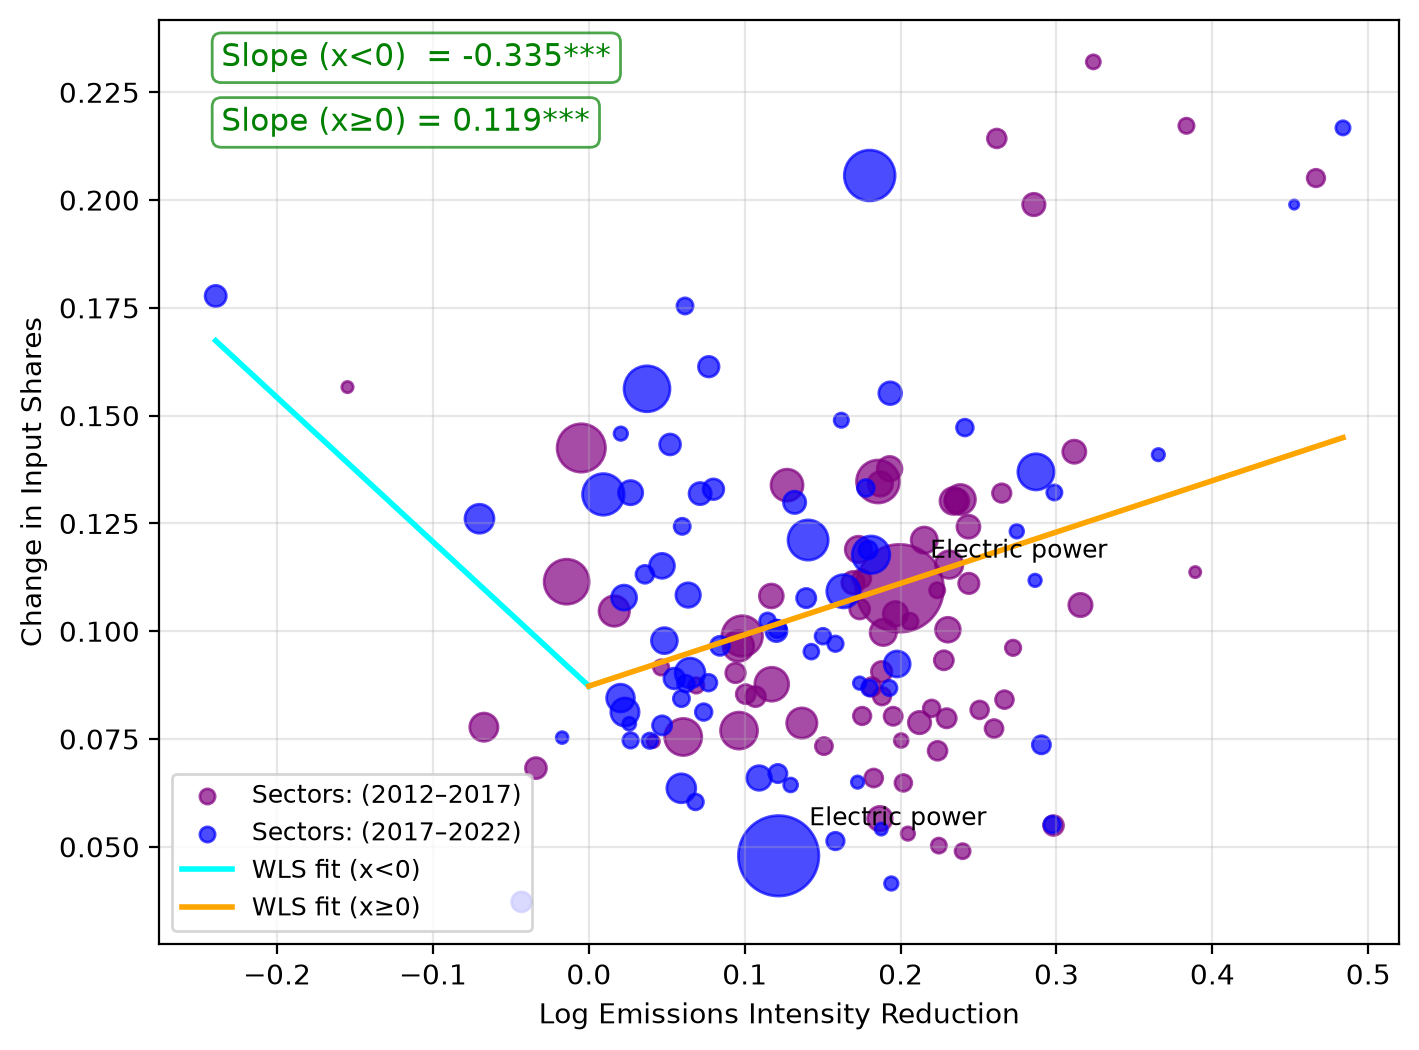 Slope (x<0)  = -0.335***
Slope (x≥0) = 0.119***
0.225
0.200
0.175
0.150
0.125
0.100
0.075
0.050
Change in Input Shares
Electric power
Electric power
Sectors: (2012–2017)
Sectors: (2017–2022)
WLS fit (x<0)
WLS fit (x≥0)
−0.2
−0.1
0.0
0.1
0.2
0.3
0.4
0.5
Log Emissions Intensity Reduction